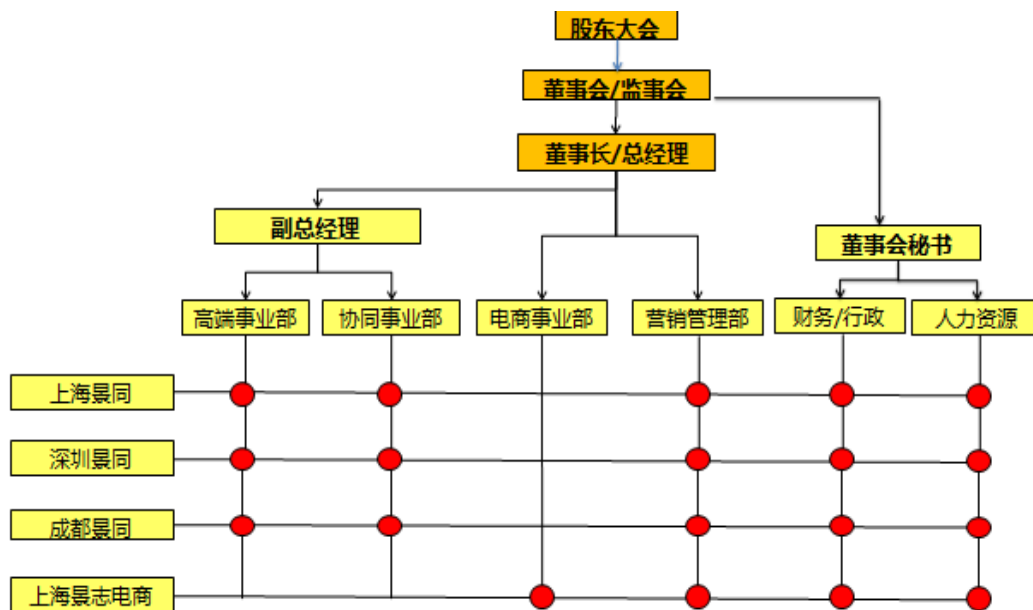 股东大会
董事会/监事会
董事长/总经理
副总经理
董事会秘书
高端事业部
协同事业部
电商事业部
营销管理部
财务/行政
人力资源
上海景同
深圳景同
成都景同
上海景志电商